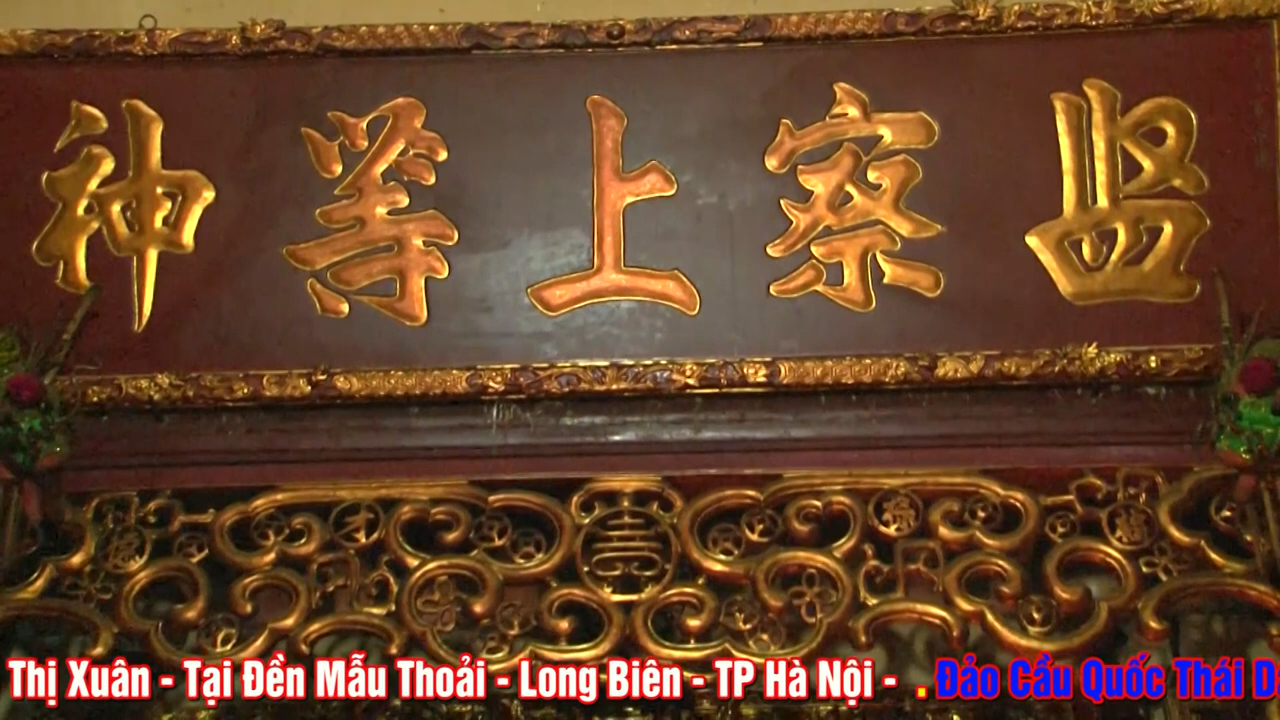 監察上等神
Thị Xuân - Tại Đền Mẫu Thoải - Long Biên - TP Hà Nội - . Đảo Cầu Quốc Thái D